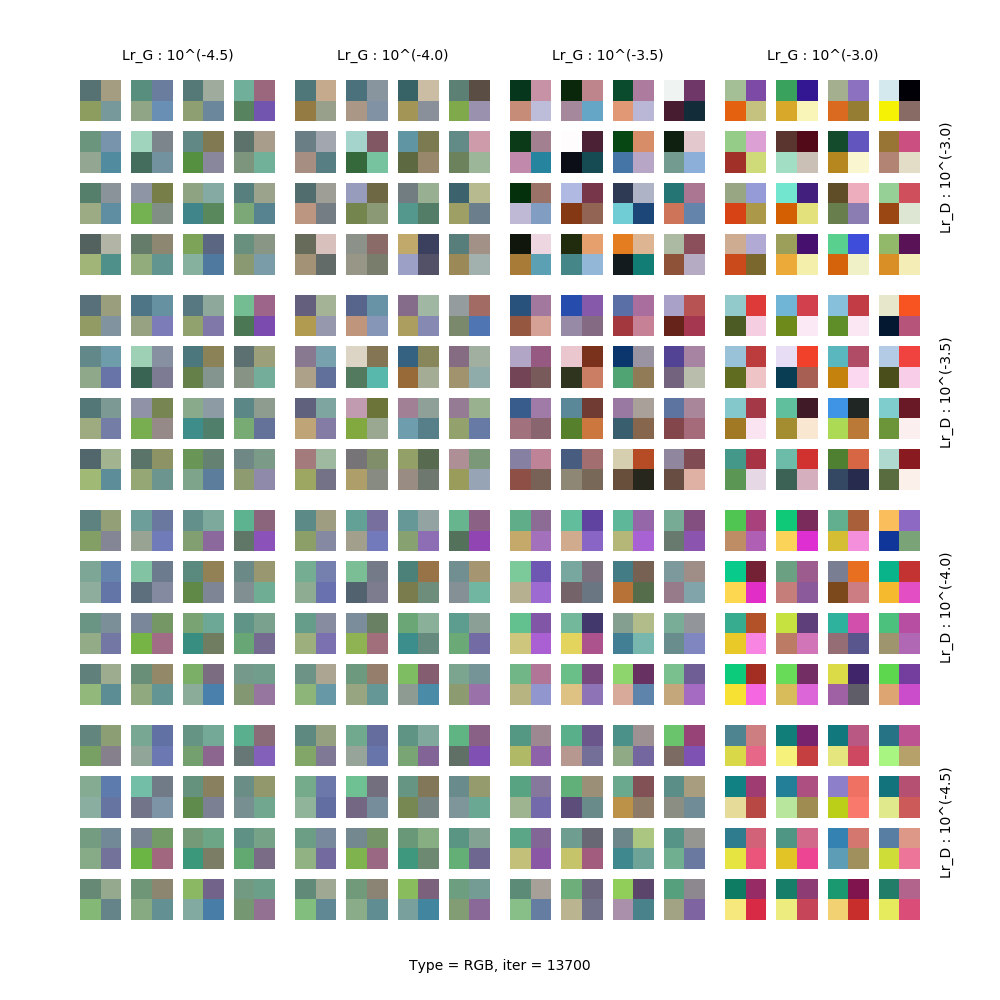 Lr_G : 10^(-4.5)
Lr_G : 10^(-4.0)
Lr_G : 10^(-3.5)
Lr_G : 10^(-3.0)
Lr_D : 10^(-3.0)
Lr_D : 10^(-3.5)
Lr_D : 10^(-4.0)
Lr_D : 10^(-4.5)
Type = RGB, iter = 13700